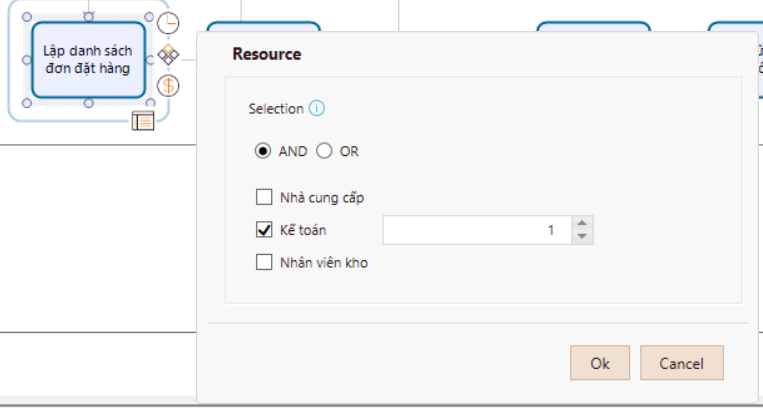 Lập danh sách
đơn đặt hàng
Resource
Selection
AND OR
Nhà cung cấp
Kế toán 1
Nhân viên kho
Ok Cancel